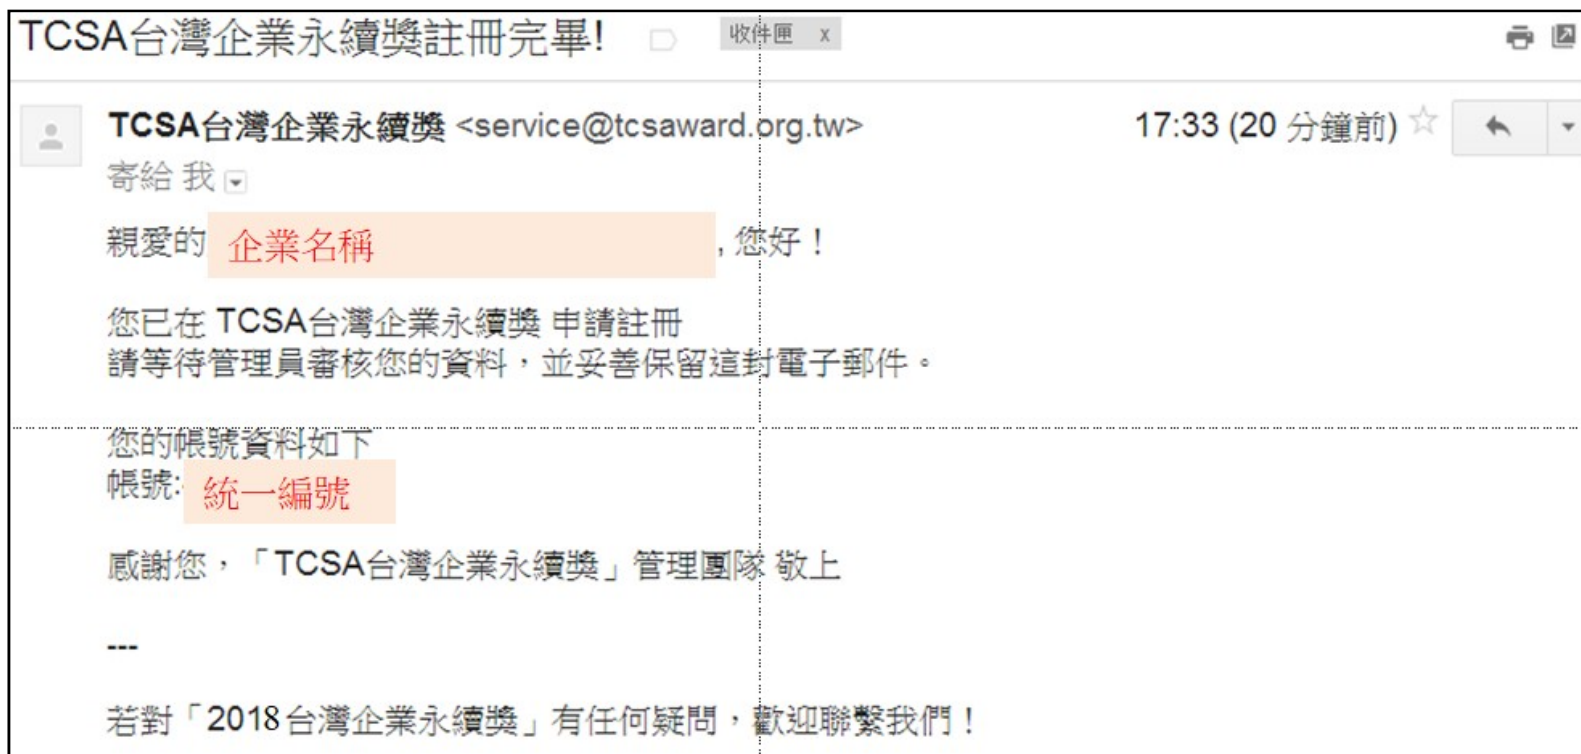 TCSA台灣企業永續獎註冊完畢! 收件匣 x
TCSA台灣企業永續獎 <service@tcsaward.org.tw> 17:33 (20 分鐘前)
寄給 我
親愛的 企業名稱 , 您好！
您已在 TCSA台灣企業永續獎 申請註冊
請等待管理員審核您的資料，並妥善保留這封電子郵件。
您的帳號資料如下
帳號: 統一編號
感謝您，「TCSA台灣企業永續獎」管理團隊 敬上
---
若對「2018台灣企業永續獎」有任何疑問，歡迎聯繫我們！